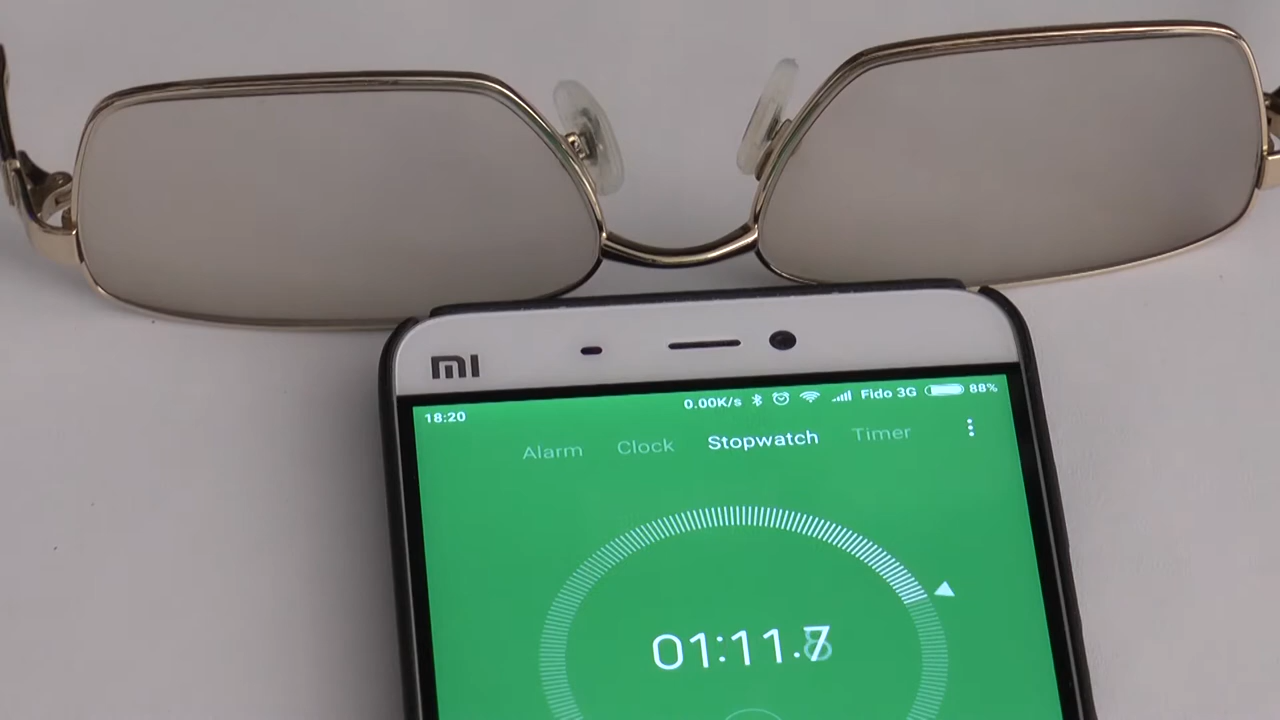 mi
18:20 0.00K/s Fido 3G 88%
Alarm Clock Stopwatch Timer
01:11.7